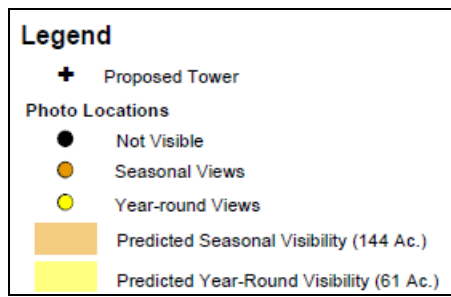 Legend
Proposed Tower
Photo Locations
Not Visible
Seasonal Views
Year-round Views
Predicted Seasonal Visibility (144 Ac.)
Predicted Year-Round Visibility (61 Ac.)